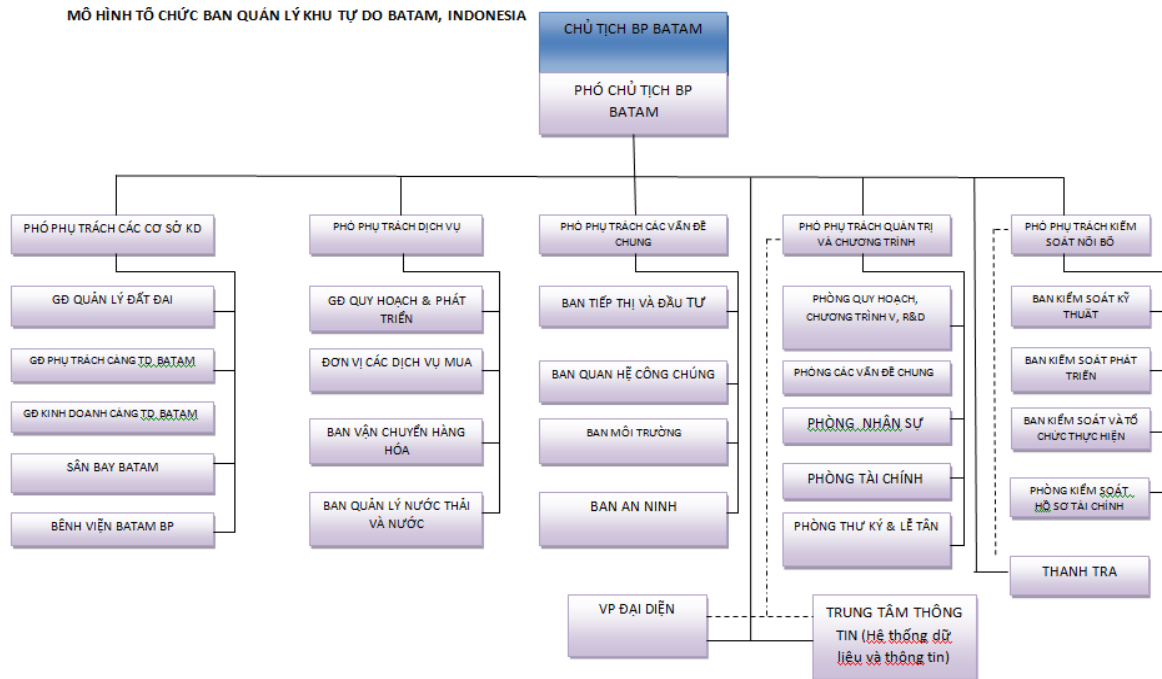 MÔ HÌNH TỔ CHỨC BAN QUẢN LÝ KHU TỰ DO BATAM, INDONESIA
CHỦ TỊCH BP BATAM
PHÓ CHỦ TỊCH BP
BATAM
PHÓ PHỤ TRÁCH CÁC CƠ SỞ KD
GĐ QUẢN LÝ ĐẤT ĐAI
GĐ PHỤ TRÁCH CẢNG TD BATAM
GĐ KINH DOANH CẢNG TD BATAM
SÂN BAY BATAM
BÊNH VIỆN BATAM BP
PHÓ PHỤ TRÁCH DỊCH VỤ
GĐ QUY HOẠCH & PHÁT
TRIỂN
ĐƠN VỊ CÁC DỊCH VỤ MUA
BAN VẬN CHUYỂN HÀNG
HÓA
BAN QUẢN LÝ NƯỚC THẢI
VÀ NƯỚC
PHÓ PHỤ TRÁCH CÁC VẤN ĐỀ
CHUNG
BAN TIẾP THỊ VÀ ĐẦU TƯ
BAN QUAN HỆ CÔNG CHÚNG
BAN MÔI TRƯỜNG
BAN AN NINH
PHÓ PHỤ TRÁCH QUẢN TRỊ
VÀ CHƯƠNG TRÌNH
PHÒNG QUY HOẠCH,
CHƯƠNG TRÌNH V, R&D
PHÒNG CÁC VẤN ĐỀ CHUNG
PHÒNG NHÂN SỰ
PHÒNG TÀI CHÍNH
PHÒNG THƯ KÝ & LỄ TÂN
PHÓ PHỤ TRÁCH KIỂM
SOÁT NỘI BỘ
BAN KIỂM SOÁT KỸ
THUẬT
BAN KIỂM SOÁT PHÁT
TRIỂN
BAN KIỂM SOÁT VÀ TỔ
CHỨC THỰC HIỆN
PHÒNG KIỂM SOÁT
HỒ SƠ TÀI CHÍNH
THANH TRA
VP ĐẠI DIỆN
TRUNG TÂM THÔNG
TIN (Hệ thống dữ
liệu và thông tin)